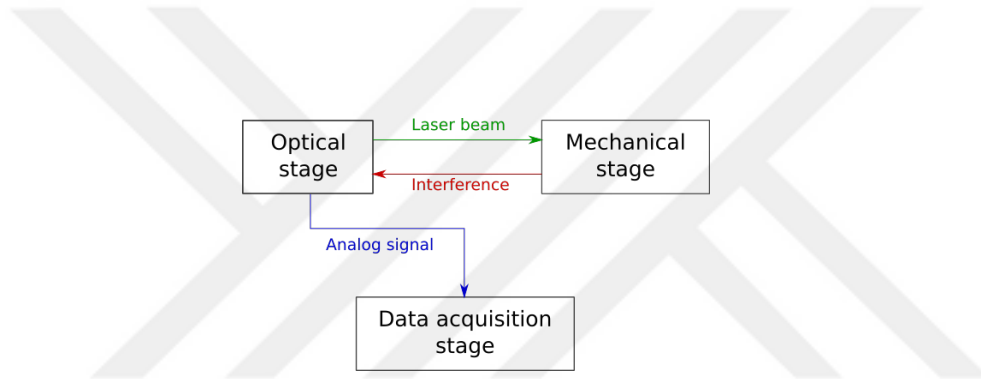 Laser beam
Optical
stage
Mechanical
stage
Interference
Analog signal
Data acquisition
stage